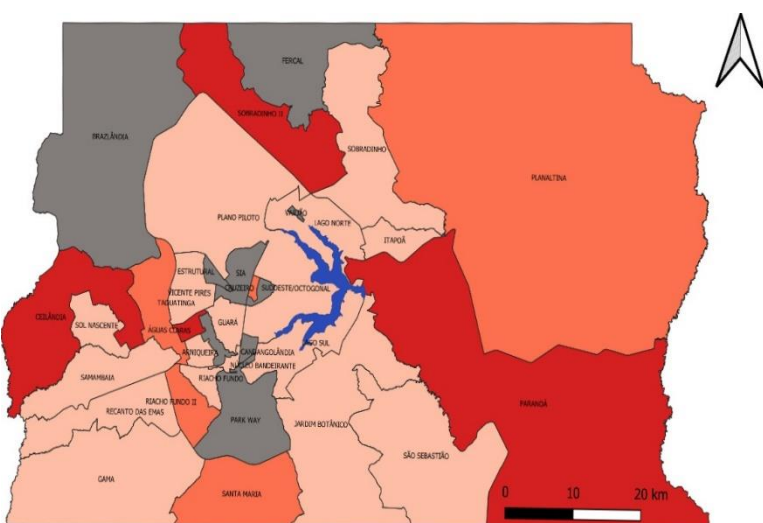 FERCAL
SOBRADINHO II
BRAZLÂNDIA
SOBRADINHO
PLANALTINA
VARJÃO
PLANO PILOTO
LAGO NORTE
ITAPOÃ
ESTRUTURAL
SIA
CRUZEIRO
SUDOESTE/OCTOGONAL
VICENTE PIRES
TAGUATINGA
CEILÂNDIA
SOL NASCENTE
GUARÁ
ÁGUAS CLARAS
ARNIQUEIRA
CANDANGOLÂNDIA
LAGO SUL
NÚCLEO BANDEIRANTE
SAMAMBAIA
RIACHO FUNDO
RIACHO FUNDO II
RECANTO DAS EMAS
PARANOÁ
PARK WAY
JARDIM BOTÂNICO
SÃO SEBASTIÃO
GAMA
SANTA MARIA
0 10 20 km